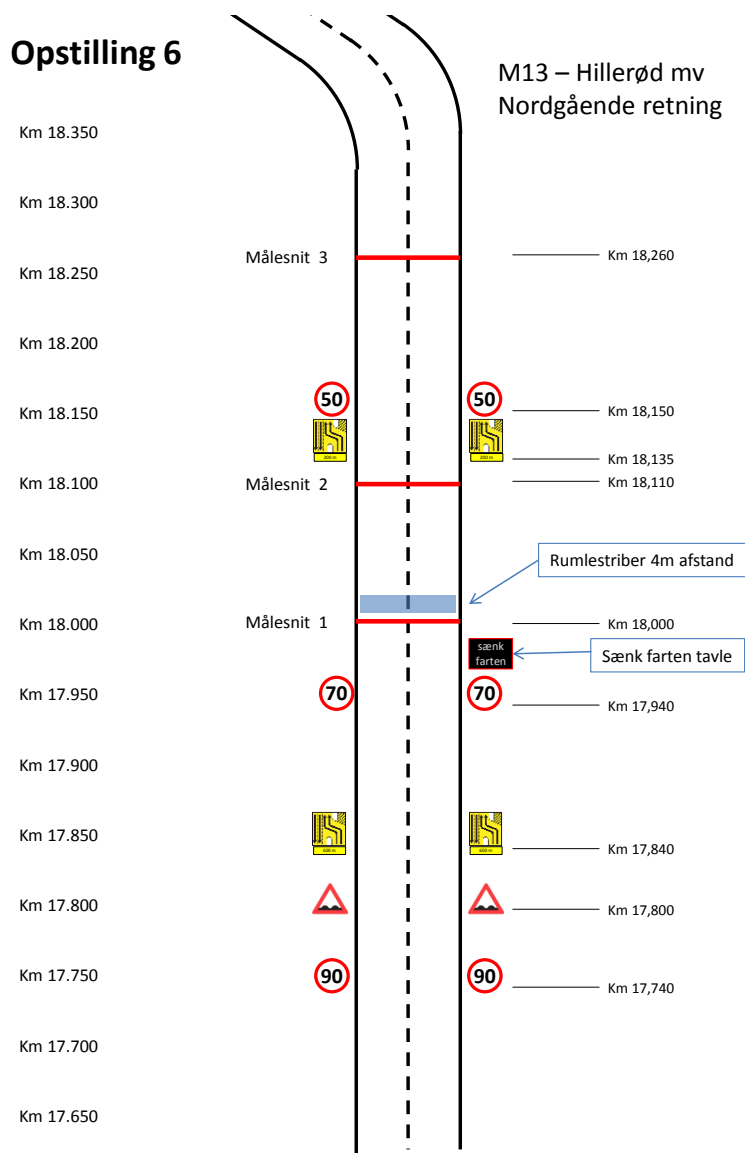 Opstilling 6
M13 – Hillerød mv
Nordgående retning
Km 18.350
Km 18.300
Målesnit 3
Km 18,260
Km 18.250
Km 18.200
50
50
Km 18.150
Km 18,150
200 m
200 m
Km 18,135
Km 18.100
Målesnit 2
Km 18,110
Km 18.050
Rumlestriber 4m afstand
Km 18.000
Målesnit 1
Km 18,000
sænk
farten
Sænk farten tavle
Km 17.950
70
70
Km 17,940
Km 17.900
Km 17.850
600 m
600 m
Km 17,840
Km 17.800
Km 17,800
Km 17.750
90
90
Km 17,740
Km 17.700
Km 17.650